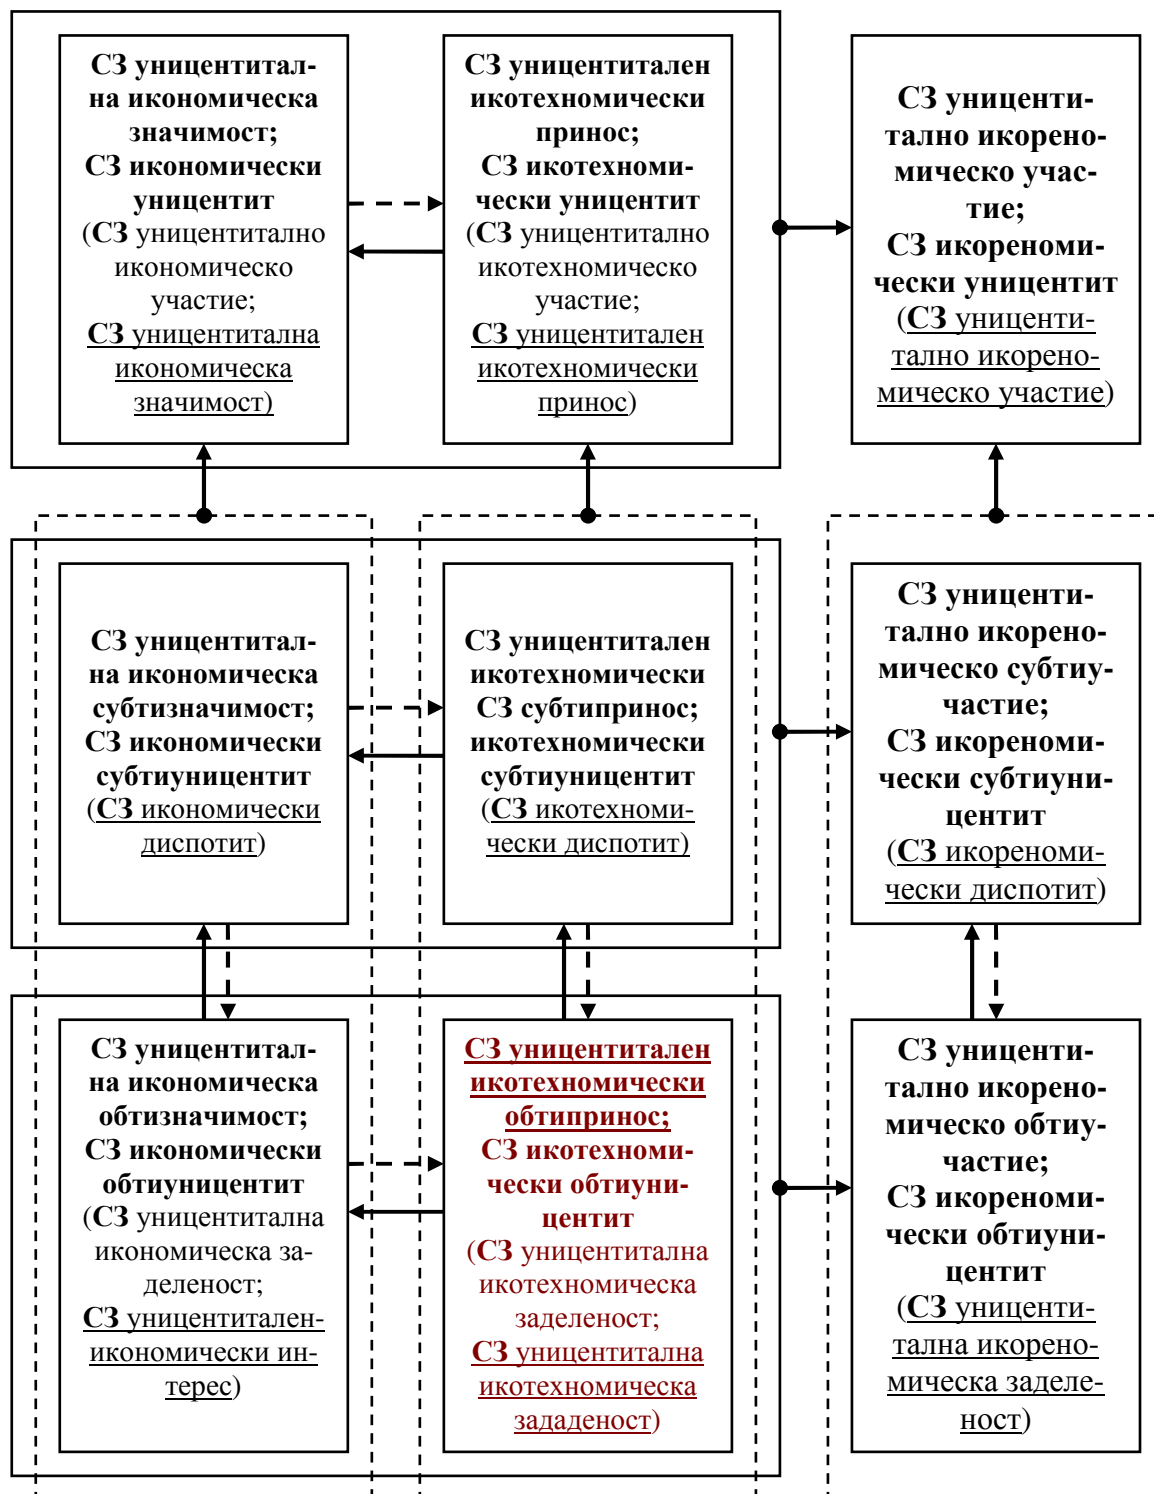 СЗ уницентитал-
на икономическа
значимост;
СЗ икономически
уницентит
(СЗ уницентитално
икономическо
участие;
СЗ уницентитална
икономическа
значимост)
СЗ уницентитален
икотехномически
принос;
СЗ икотехноми-
чески уницентит
(СЗ уницентитално
икотехномическо
участие;
СЗ уницентитален
икотехномически
принос)
СЗ уницентитално икорено-
мическо учас-
тие;
СЗ икореноми-
чески уницентит
(СЗ уницентитално икорено-
мическо участие)
СЗ уницентитал-
на икономическа
субтизначимост;
СЗ икономически
субтиуницентит
(СЗ икономически
диспотит)
СЗ уницентитален
икотехномически
СЗ субтипринос;
икотехномически
субтиуницентит
(СЗ икотехноми-
чески диспотит)
СЗ униценти-
тално икорено-
мическо субтиу-
частие;
СЗ икореноми-
чески субтиуни-
центит
(СЗ икореноми-
чески диспотит)
СЗ уницентитал-
на икономическа
обтизначимост;
СЗ икономически
обтиуницентит
(СЗ уницентитална
икономическа за-
деленост;
СЗ уницентитален-
икономически ин-
терес)
СЗ уницентитален
икотехномически
обтипринос;
СЗ икотехноми-
чески обтиуни-
центит
(СЗ уницентитална
икотехномическа
заделеност;
СЗ уницентитална
икотехномическа
зададеност)
СЗ униценти-
тално икорено-
мическо обтиу-
частие;
СЗ икореноми-
чески обтиуни-
центит
(СЗ униценти-
тална икорено-
мическа заделе-
ност)